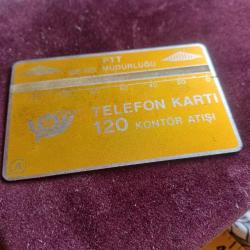 PTT
MÜDÜRLÜĞÜ
TELEFON KARTI
120 KONTÖR ATIŞI
A